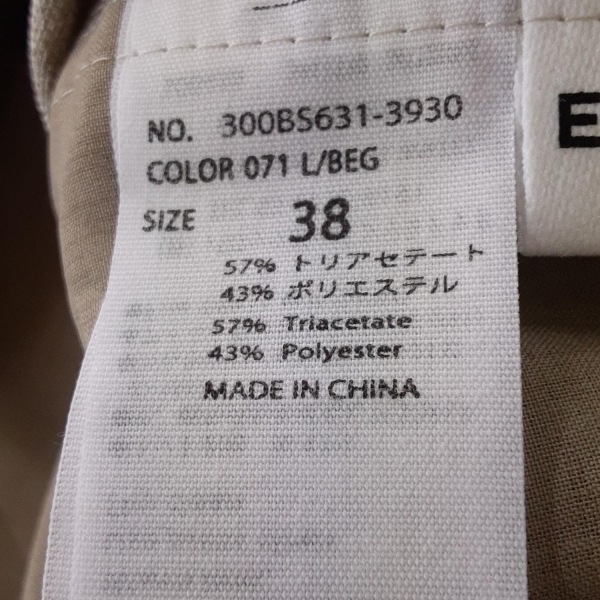 NO. 300BS631-3930
COLOR 071 L/BEG
SIZE 38
57% トリアセテート
43% ポリエステル
57% Triacetate
43% Polyester
MADE IN CHINA
E